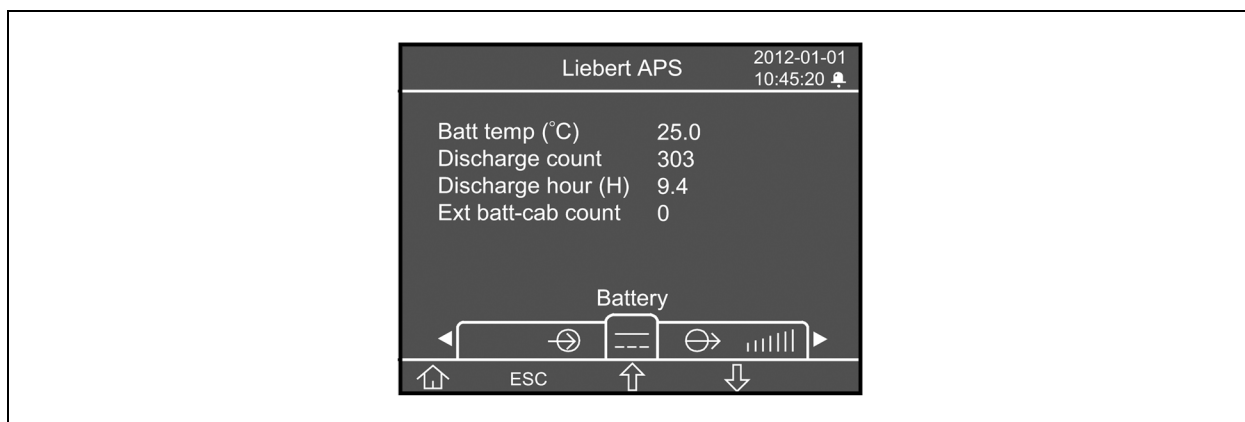 Liebert APS
2012-01-01
10:45:20
Batt temp (°C) 25.0
Discharge count 303
Discharge hour (H) 9.4
Ext batt-cab count 0
Battery
ESC